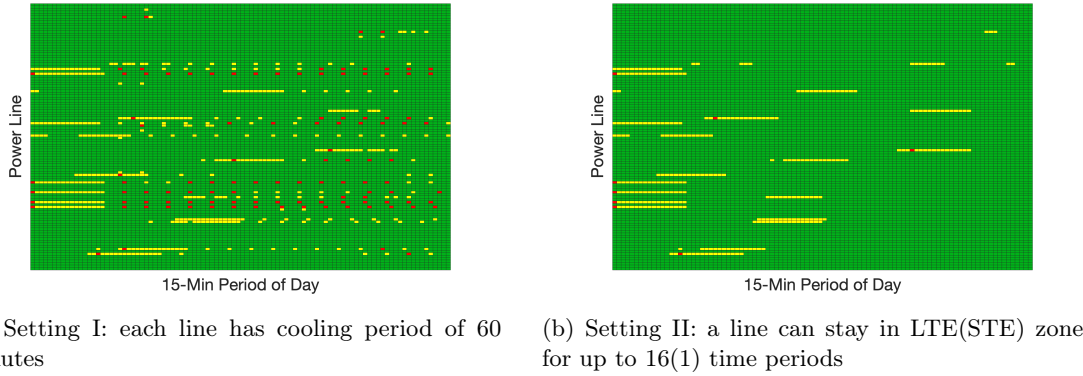 Power Line
15-Min Period of Day
Setting I: each line has cooling period of 60
utes
Power Line
15-Min Period of Day
(b) Setting II: a line can stay in LTE(STE) zone
for up to 16(1) time periods